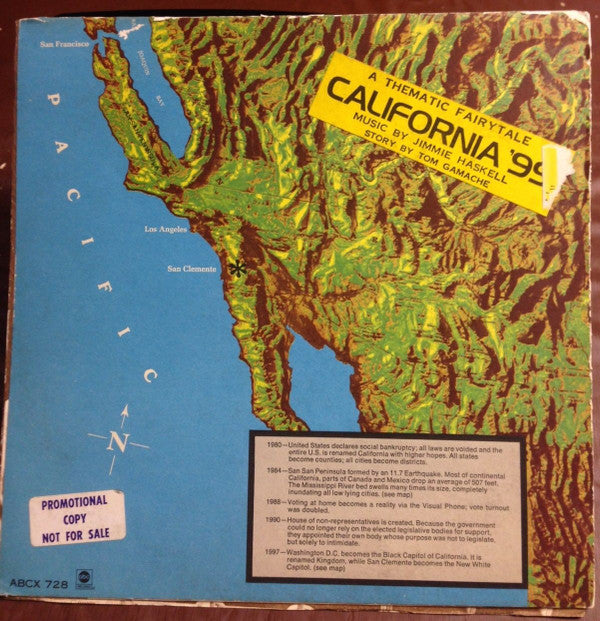 San Francisco
JOAQUIN
BAY
PACIFIC
A THEMATIC FAIRYTALE
CALIFORNIA '99
MUSIC BY JIMMIE HASKELL
STORY BY TOM GAMACHE
Los Angeles
San Clemente
N
1980—United States declares social bankruptcy; all laws are voided and the
entire U.S. is renamed California with higher hopes. All states
become counties; all cities become districts.
1984—San San Peninsula formed by an 11.7 Earthquake. Most of continental
California, parts of Canada and Mexico drop an average of 507 feet.
The Mississippi River bed swells many times its size, completely
inundating all low lying cities. (see map)
1988—Voting at home becomes a reality via the Visual Phone; vote turnout
was doubled.
1990—House of non-representatives is created. Because the government
could no longer rely on the elected legislative bodies for support,
they appointed their own body whose purpose was not to legislate,
but solely to intimidate.
1997—Washington D.C. becomes the Black Capitol of California. It is
renamed Kingdom, while San Clemente becomes the New White
Capitol. (see map)
PROMOTIONAL
COPY
NOT FOR SALE
ABCX 728
abc